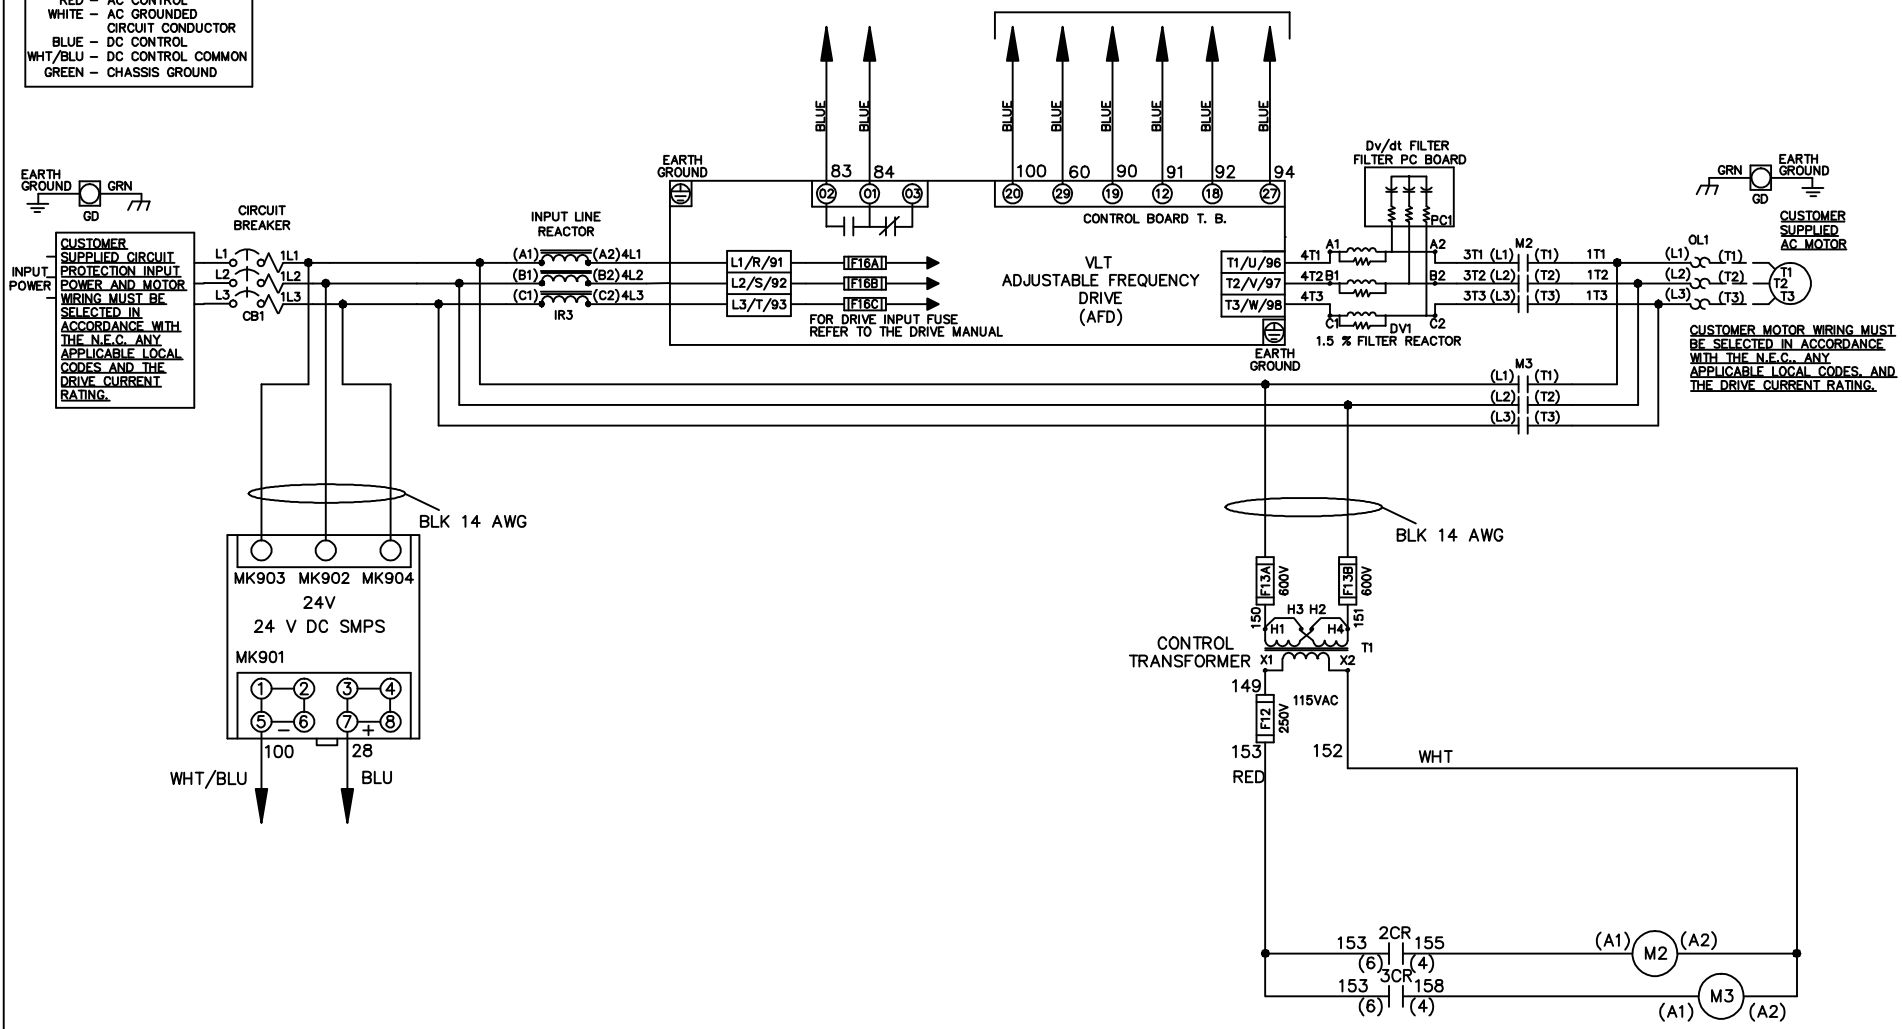 RED – AC CONTROL
WHITE – AC GROUNDED
CIRCUIT CONDUCTOR
BLUE – DC CONTROL
WHT/BLU – DC CONTROL COMMON
GREEN – CHASSIS GROUND
BLUE
BLUE
BLUE
BLUE
BLUE
BLUE
BLUE
BLUE
EARTH
GROUND
GRN
GD
CUSTOMER
SUPPLIED CIRCUIT
PROTECTION INPUT
POWER AND MOTOR
WIRING MUST BE
SELECTED IN
ACCORDANCE WITH
THE N.E.C. ANY
APPLICABLE LOCAL
CODES AND THE
DRIVE CURRENT
RATING.
INPUT
POWER
CIRCUIT
BREAKER
L1 1L1
L2 1L2
L3 1L3
CB1
INPUT LINE
REACTOR
(A1) (A2) 4L1
(B1) (B2) 4L2
(C1) (C2) 4L3
IR3
EARTH
GROUND
83 84
02 01 03
100 60 90 91 92 94
20 29 19 12 18 27
CONTROL BOARD T. B.
L1/R/91 F16A
L2/S/92 F16B
L3/T/93 F16C
FOR DRIVE INPUT FUSE
REFER TO THE DRIVE MANUAL
VLT
ADJUSTABLE FREQUENCY
DRIVE
(AFD)
T1/U/96
T2/V/97
T3/W/98
EARTH
GROUND
Dv/dt FILTER
FILTER PC BOARD
PC1
4T1 A1 A2
4T2 B1 B2
4T3 C1 C2
DV1
1.5 % FILTER REACTOR
M2
3T1 (L1) (T1) 1T1
3T2 (L2) (T2) 1T2
3T3 (L3) (T3) 1T3
OL1
(L1) (T1)
(L2) (T2)
(L3) (T3)
T1
T2
T3
GRN
GD
EARTH
GROUND
CUSTOMER
SUPPLIED
AC MOTOR
CUSTOMER MOTOR WIRING MUST
BE SELECTED IN ACCORDANCE
WITH THE N.E.C., ANY
APPLICABLE LOCAL CODES, AND
THE DRIVE CURRENT RATING.
M3
(L1) (T1)
(L2) (T2)
(L3) (T3)
BLK 14 AWG
MK903 MK902 MK904
24V
24 V DC SMPS
MK901
1 2 3 4
5 6 7 8
– +
100 28
WHT/BLU BLU
BLK 14 AWG
F13A 600V
F13B 600V
150 151
H3 H2
H1 H4
CONTROL
TRANSFORMER
T1
X1 X2
149
115VAC
F12 250V
153 152
RED
WHT
2CR
153 155
(6) (4)
(A1) M2 (A2)
3CR
153 158
(6) (4)
(A1) M3 (A2)